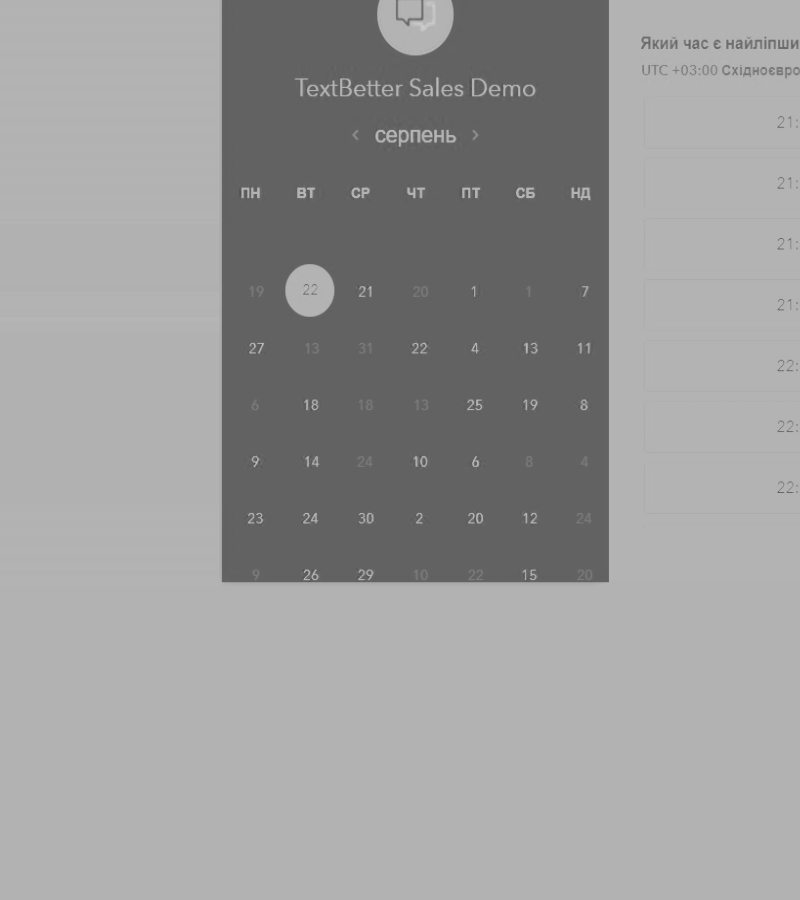 TextBetter Sales Demo
‹ серпень ›
ПН ВТ СР ЧТ ПТ СБ НД
19 22 21 20 1 1 7
27 13 31 22 4 13 11
6 18 18 13 25 19 8
9 14 24 10 6 8 4
23 24 30 2 20 12 24
9 26 29 10 22 15 20
Який час є найліпши
UTC +03:00 Східноєвро
21:
21:
21:
21:
22:
22:
22: